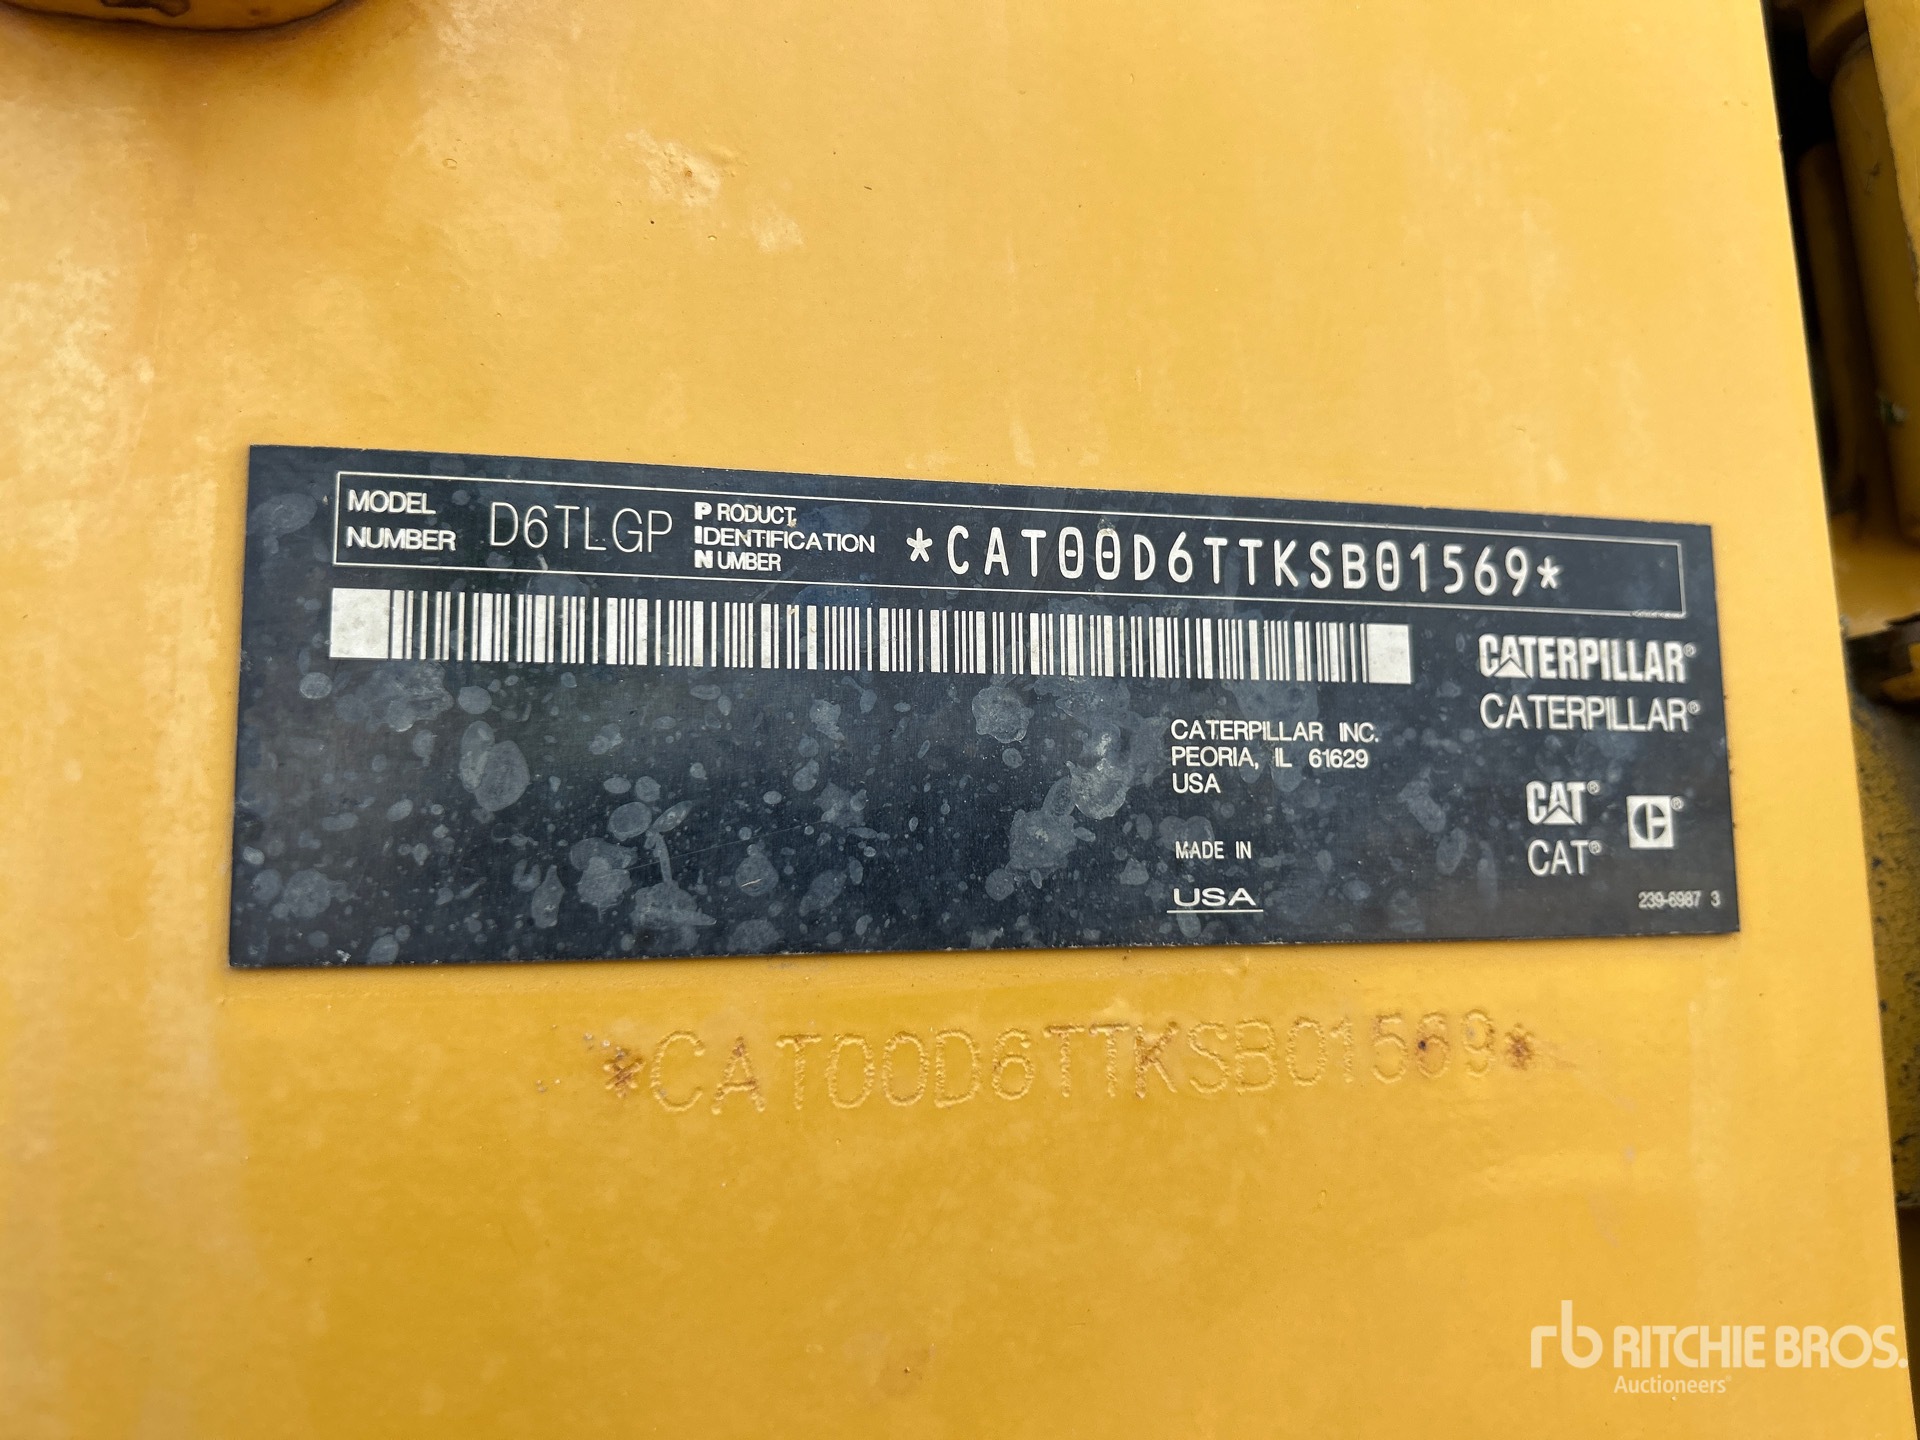 MODEL NUMBER D6TLGP PRODUCT IDENTIFICATION NUMBER *CAT00D6TTKSB01569*
CATERPILLAR®
CATERPILLAR®
CATERPILLAR INC.
PEORIA, IL 61629
USA
CAT®
CAT®
MADE IN
USA
239-6987 3
*CAT00D6TTKSB01569*
rb RITCHIE BROS.
Auctioneers